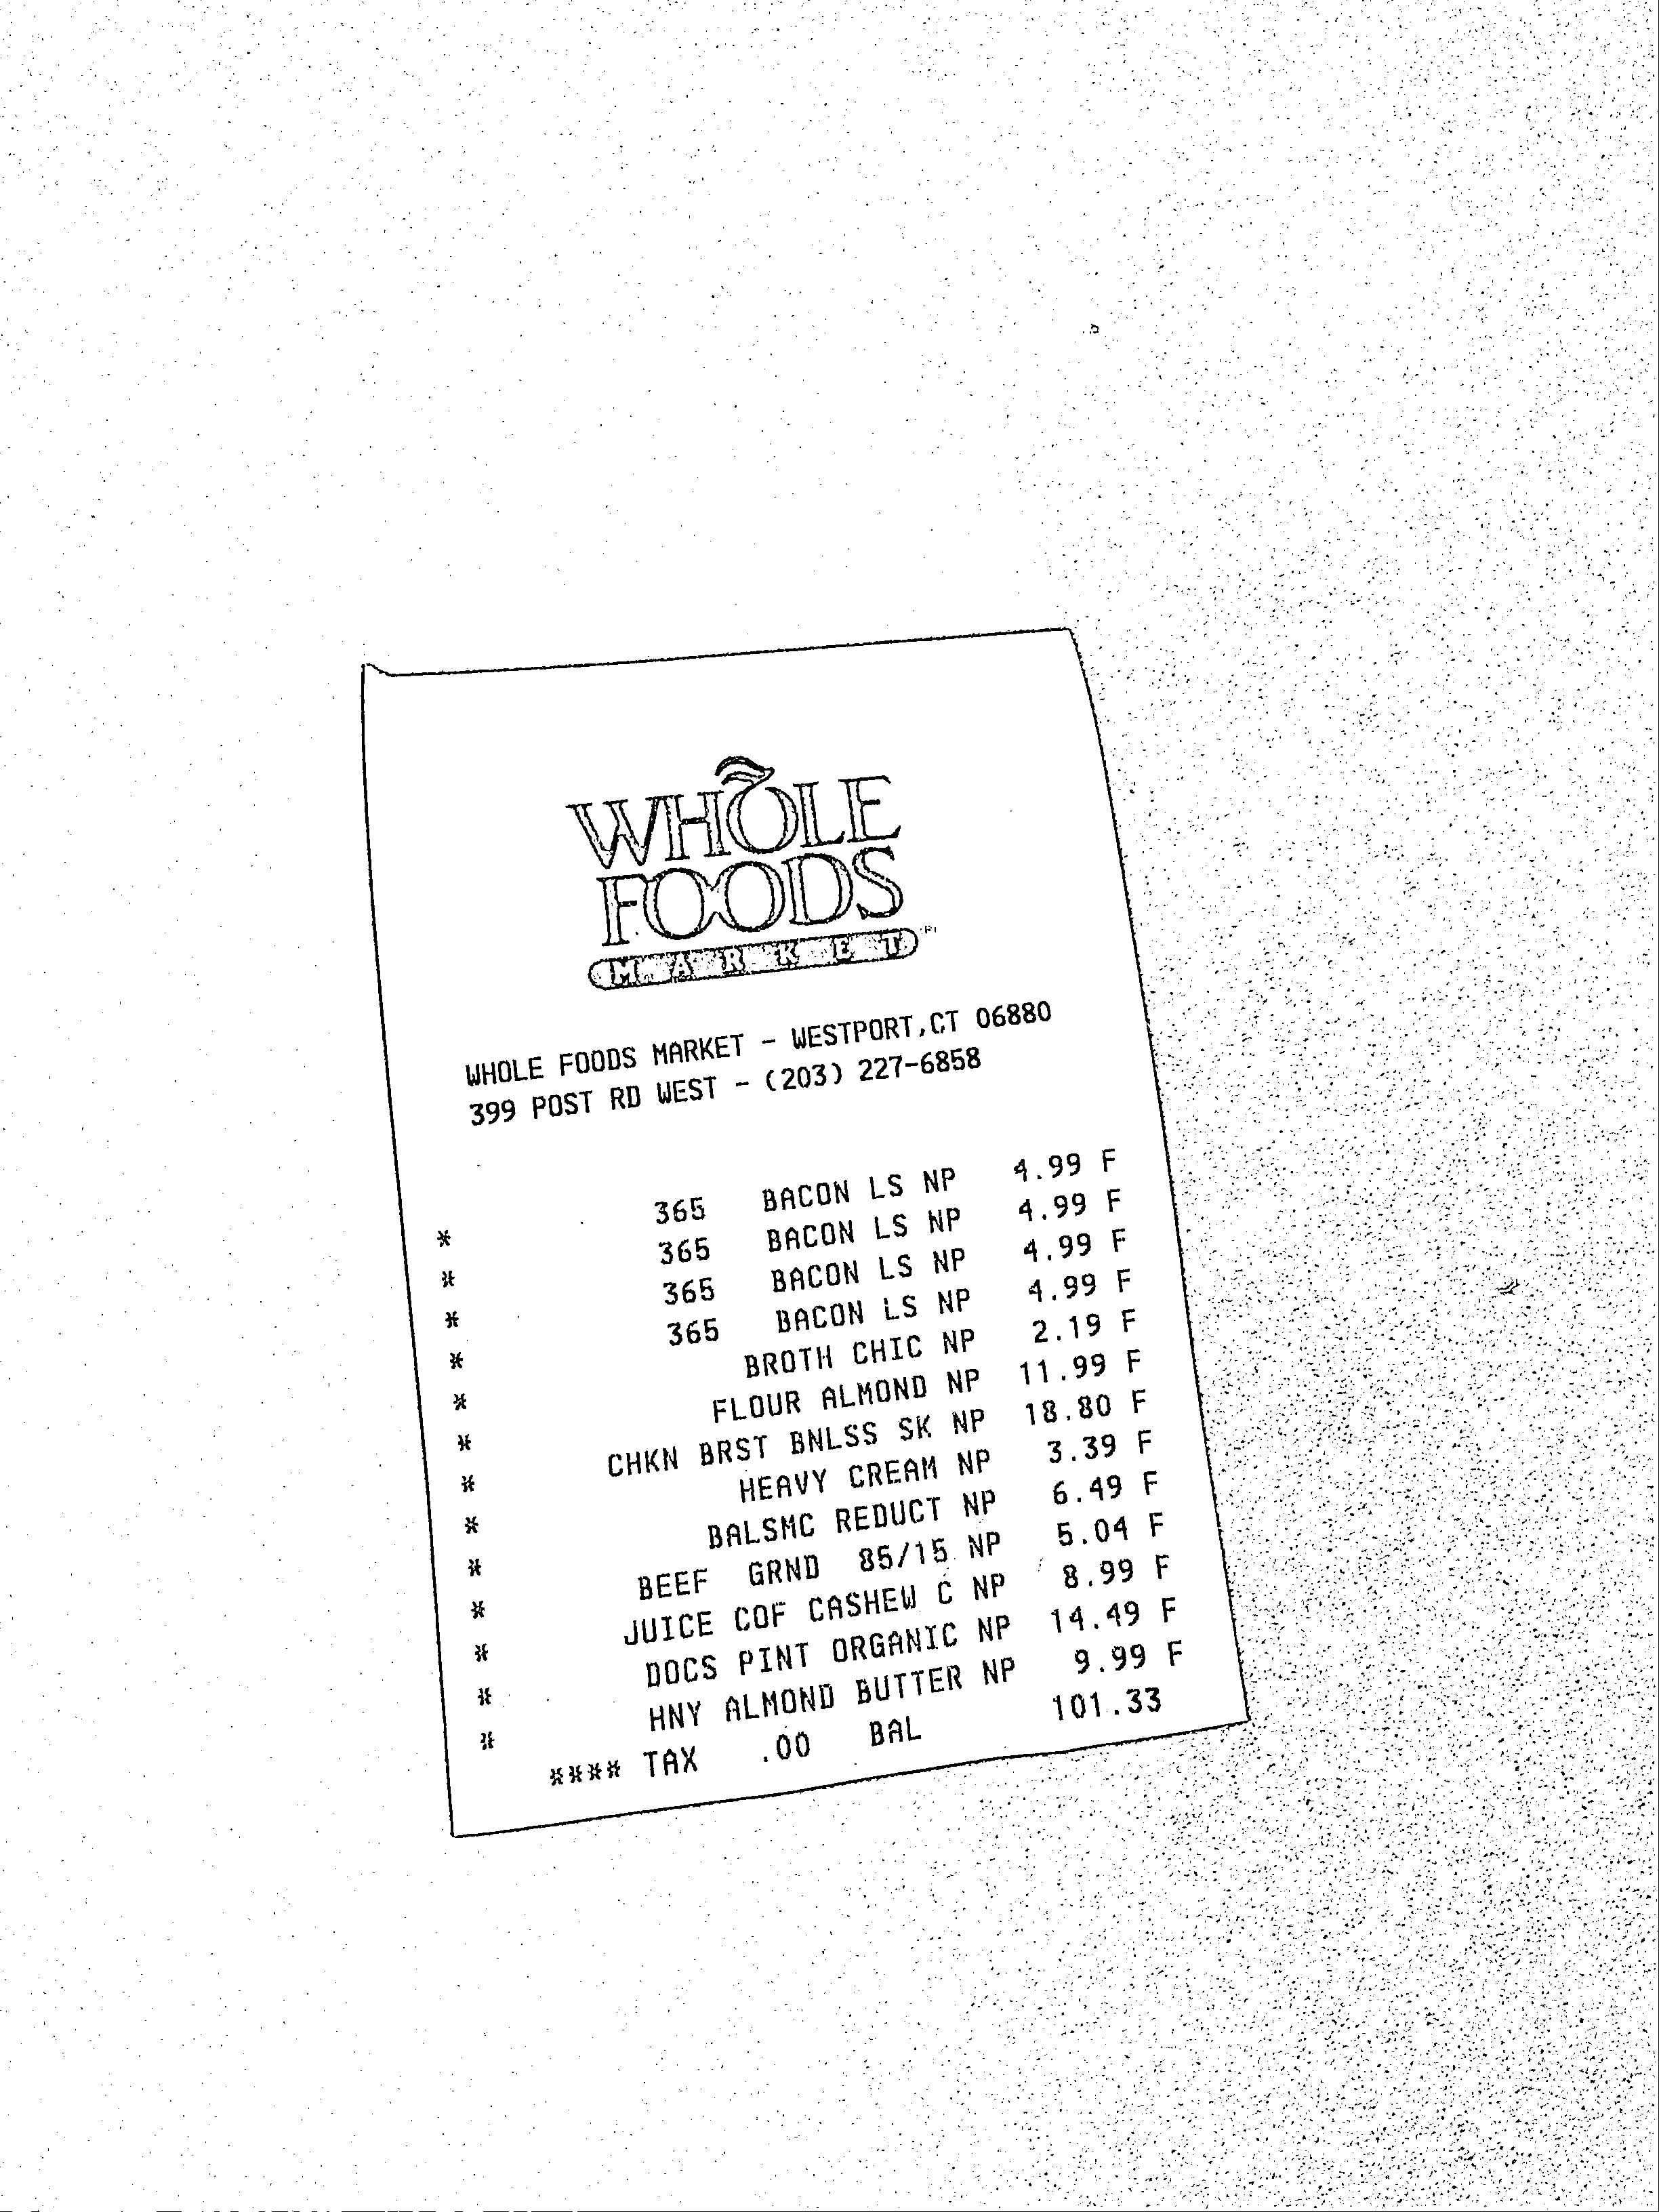 WHOLE
FOODS
MARKET
WHOLE FOODS MARKET - WESTPORT,CT 06880
399 POST RD WEST - (203) 227-6858
* 365 BACON LS NP 4.99 F
* 365 BACON LS NP 4.99 F
* 365 BACON LS NP 4.99 F
* 365 BACON LS NP 4.99 F
* BROTH CHIC NP 2.19 F
* FLOUR ALMOND NP 11.99 F
* CHKN BRST BNLSS SK NP 18.80 F
* HEAVY CREAM NP 3.39 F
* BALSMC REDUCT NP 6.49 F
* BEEF GRND 85/15 NP 5.04 F
* JUICE COF CASHEW C NP 8.99 F
* DOCS PINT ORGANIC NP 14.49 F
* HNY ALMOND BUTTER NP 9.99 F
**** TAX .00 BAL 101.33